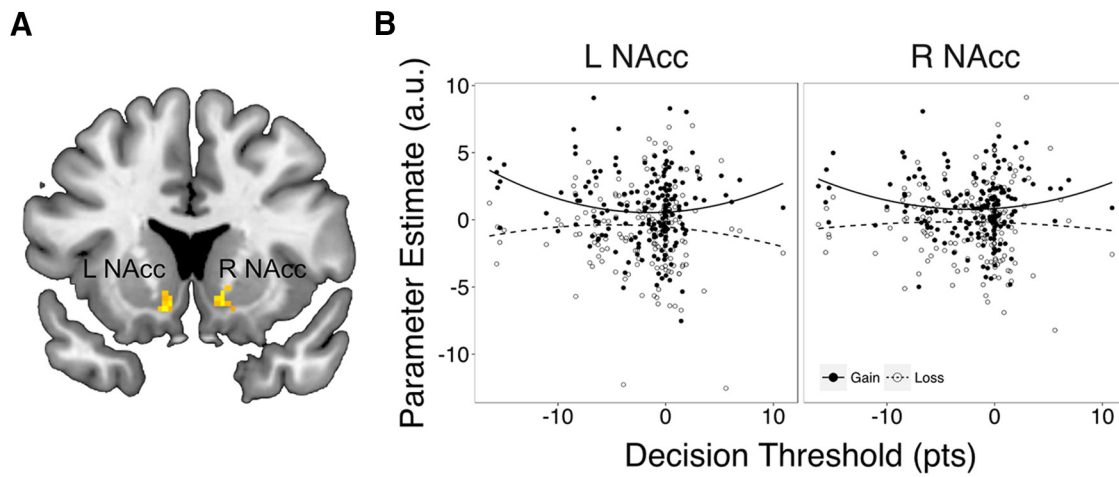 A
B
L NAcc
R NAcc
L NAcc
R NAcc
Parameter Estimate (a.u.)
10
5
0
-5
-10
Gain
Loss
-10
0
10
-10
0
10
Decision Threshold (pts)